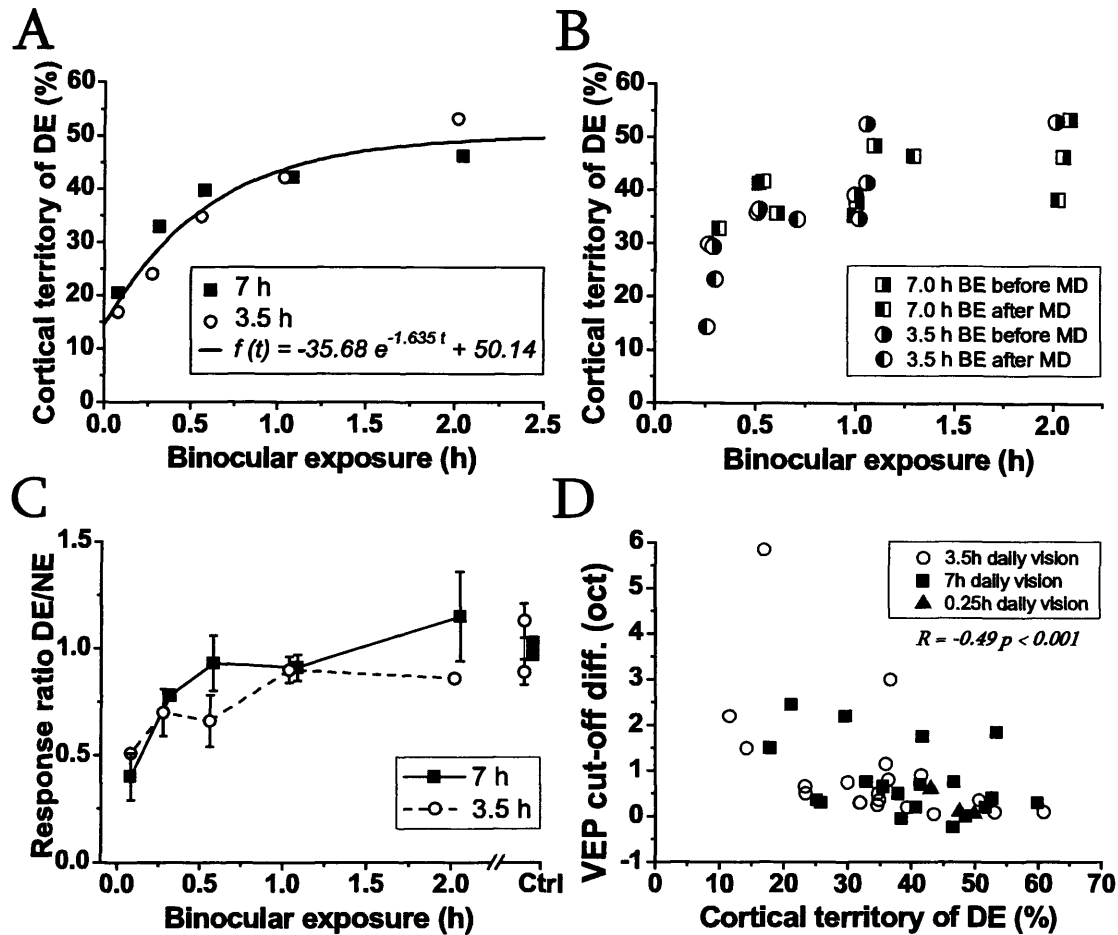 A
Cortical territory of DE (%)
60
50
40
30
20
10
0
7 h
3.5 h
f (t) = -35.68 e^-1.635 t + 50.14
0.0 0.5 1.0 1.5 2.0 2.5
Binocular exposure (h)
B
Cortical territory of DE (%)
60
50
40
30
20
10
0
7.0 h BE before MD
7.0 h BE after MD
3.5 h BE before MD
3.5 h BE after MD
0.0 0.5 1.0 1.5 2.0
Binocular exposure (h)
C
Response ratio DE/NE
1.5
1.0
0.5
0.0
7 h
3.5 h
0.0 0.5 1.0 1.5 2.0 Ctrl
Binocular exposure (h)
D
VEP cut-off diff. (oct)
6
5
4
3
2
1
0
-1
3.5h daily vision
7h daily vision
0.25h daily vision
R = -0.49 p < 0.001
0 10 20 30 40 50 60 70
Cortical territory of DE (%)